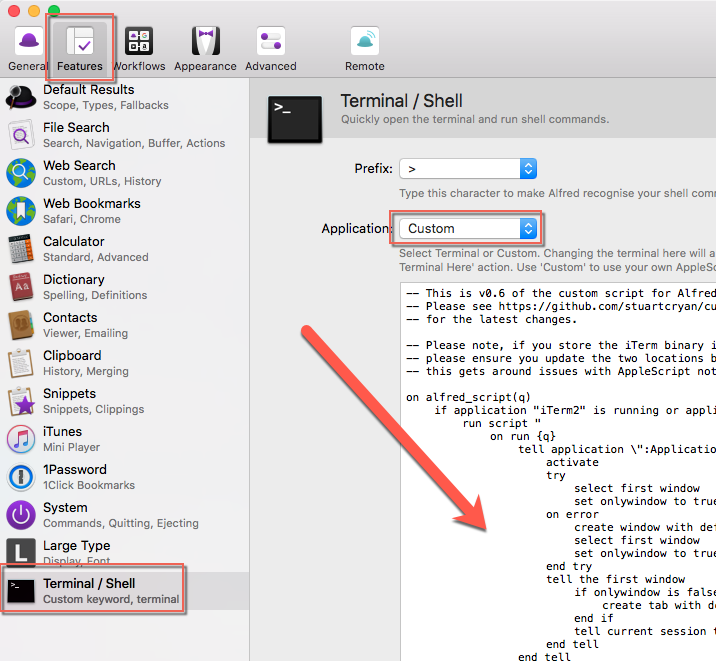 General
Features
Workflows
Appearance
Advanced
Remote
Default Results
Scope, Types, Fallbacks
File Search
Search, Navigation, Buffer, Actions
Web Search
Custom, URLs, History
Web Bookmarks
Safari, Chrome
Calculator
Standard, Advanced
Dictionary
Spelling, Definitions
Contacts
Viewer, Emailing
Clipboard
History, Merging
Snippets
Snippets, Clippings
iTunes
Mini Player
1Password
1Click Bookmarks
System
Commands, Quitting, Ejecting
L
Large Type
Display, Font
Terminal / Shell
Custom keyword, terminal
>_
Terminal / Shell
Quickly open the terminal and run shell commands.
Prefix: >
Type this character to make Alfred recognise your shell com
Application: Custom
Select Terminal or Custom. Changing the terminal here will a
Terminal Here' action. Use 'Custom' to use your own AppleSc
-- This is v0.6 of the custom script for Alfred
-- Please see https://github.com/stuartcryan/cu
-- for the latest changes.
-- Please note, if you store the iTerm binary i
-- please ensure you update the two locations b
-- this gets around issues with AppleScript not
on alfred_script(q)
if application "iTerm2" is running or appli
run script "
on run {q}
tell application \":Applicatio
activate
try
select first window
set onlywindow to true
on error
create window with def
select first window
set onlywindow to true
end try
tell the first window
if onlywindow is false
create tab with de
end if
tell current session t
end tell
end tell